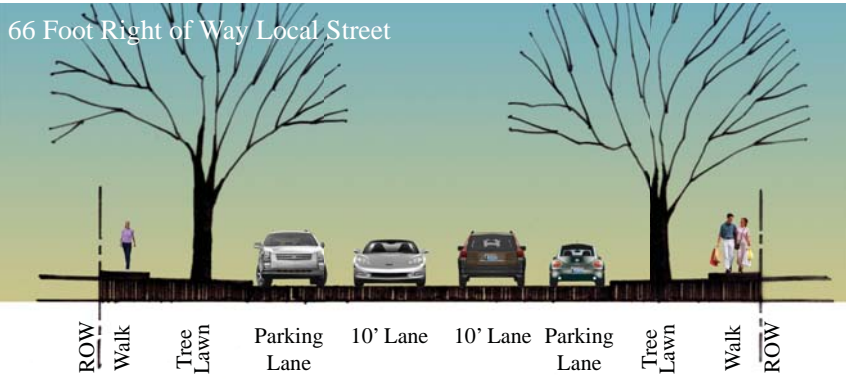 66 Foot Right of Way Local Street
ROW
Walk
Tree
Lawn
Parking
Lane
10’ Lane
10’ Lane
Parking
Lane
Tree
Lawn
Walk
ROW